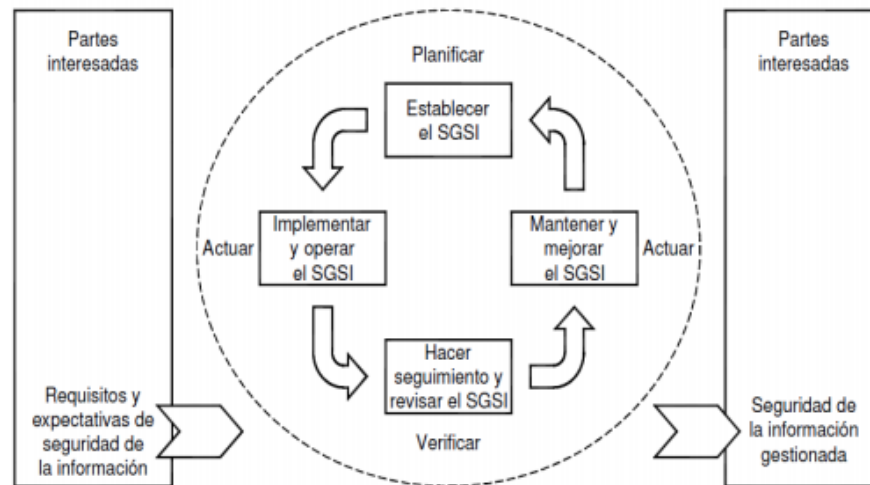 Partes
interesadas
Requisitos y
expectativas de
seguridad de
la información
Planificar
Establecer
el SGSI
Actuar
Implementar
y operar
el SGSI
Mantener y
mejorar
el SGSI
Actuar
Hacer
seguimiento y
revisar el SGSI
Verificar
Partes
interesadas
Seguridad de
la información
gestionada